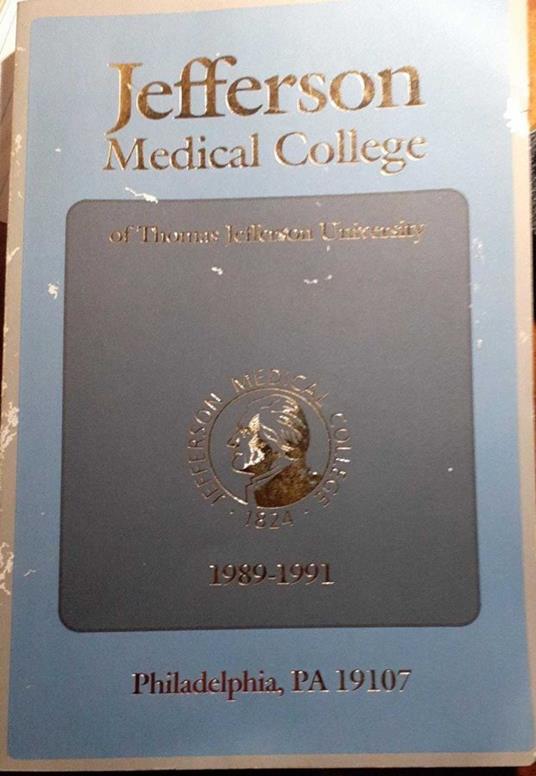 Jefferson
Medical College
of Thomas Jefferson University
JEFFERSON MEDICAL COLLEGE
· 1824 ·
1989-1991
Philadelphia, PA 19107